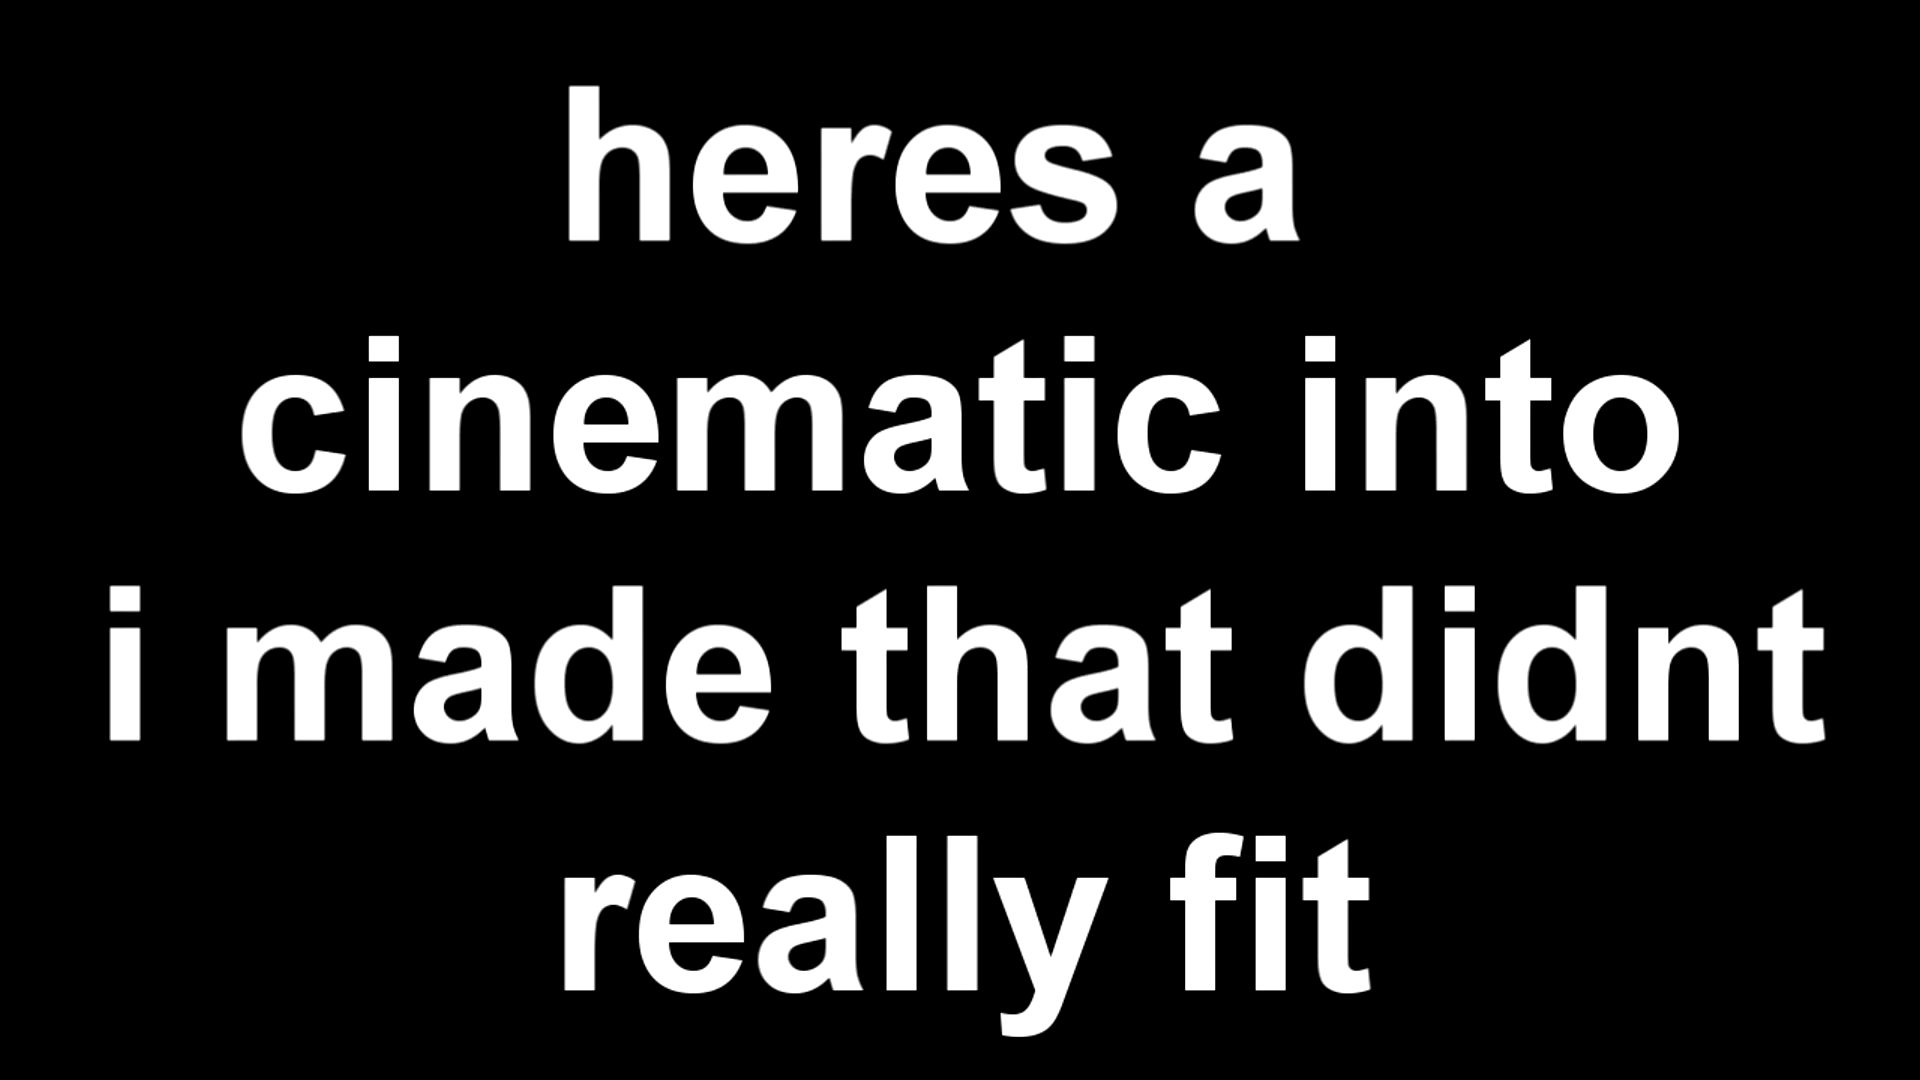 heres a
cinematic into
i made that didnt
really fit